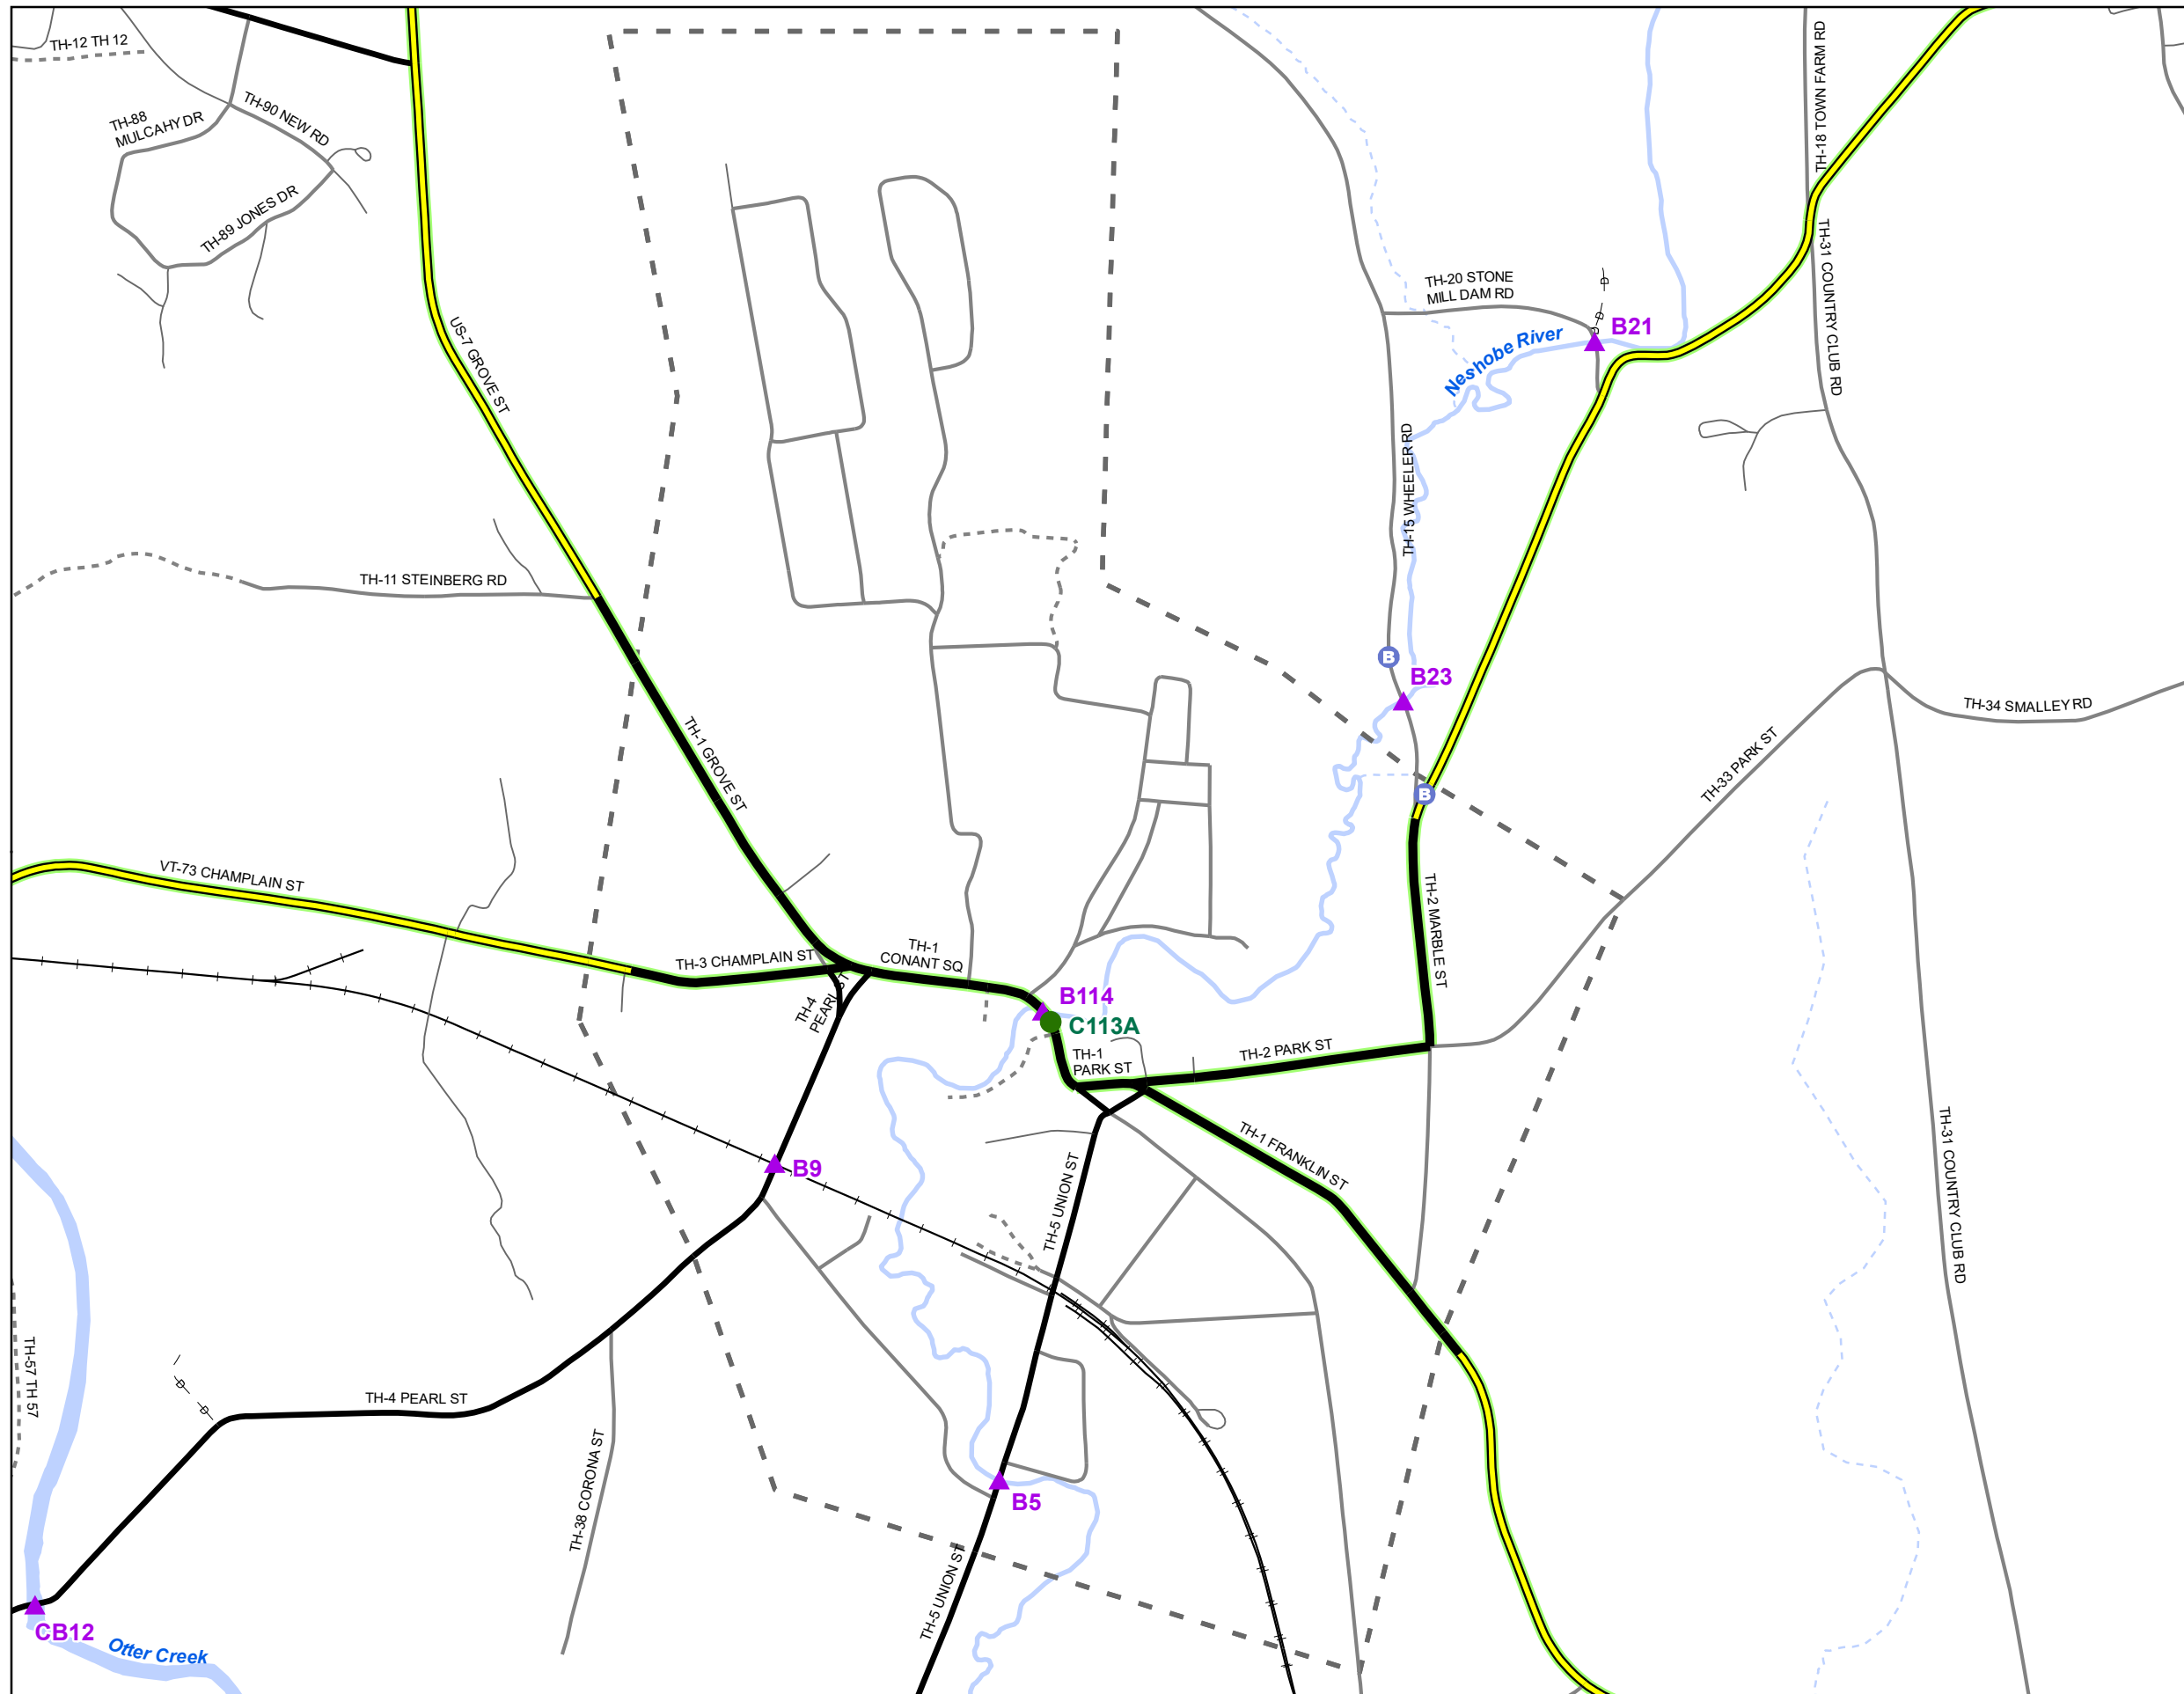 TH-12 TH 12
TH-88
MULCAHY DR
TH-90 NEW RD
TH-89 JONES DR
US-7 GROVE ST
TH-18 TOWN FARM RD
TH-31 COUNTRY CLUB RD
TH-20 STONE
MILL DAM RD
D
D
D
B21
Neshobe River
TH-15 WHEELER RD
TH-11 STEINBERG RD
B
B23
TH-34 SMALLEY RD
TH-1 GROVE ST
TH-33 PARK ST
B
VT-73 CHAMPLAIN ST
TH-2 MARBLE ST
TH-3 CHAMPLAIN ST
TH-1
CONANT SQ
TH-4
PEARL ST
B114
C113A
TH-1
PARK ST
TH-2 PARK ST
TH-1 FRANKLIN ST
B9
TH-5 UNION ST
TH-31 COUNTRY CLUB RD
TH-57 TH 57
D
D
TH-4 PEARL ST
TH-38 CORONA ST
B5
TH-5 UNION ST
CB12
Otter Creek